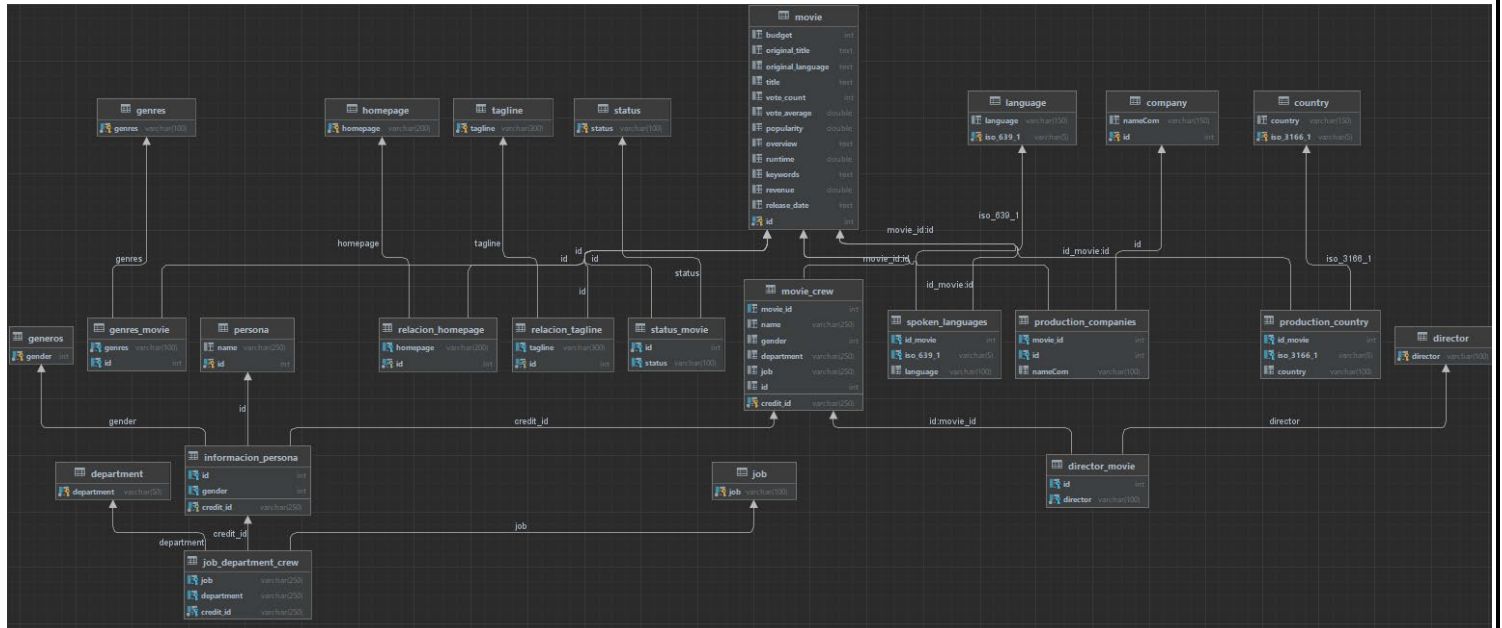 movie
budget int
original_title text
original_language text
title text
vote_count int
vote_average double
popularity double
overview text
runtime double
keywords text
revenue double
release_date text
id int
genres
genres varchar(100)
homepage
homepage varchar(200)
tagline
tagline varchar(300)
status
status varchar(100)
language
language varchar(150)
iso_639_1 varchar(5)
company
nameCom varchar(150)
id int
country
country varchar(150)
iso_3166_1 varchar(5)
iso_639_1
movie_id:id
homepage
tagline
id
id
id
id_movie:id
id
genres
movie_id:id
iso_3166_1
status
id_movie:id
id
movie_crew
movie_id int
name varchar(250)
gender int
department varchar(250)
job varchar(250)
id int
credit_id varchar(250)
generos
gender int
genres_movie
genres varchar(100)
id int
persona
name varchar(250)
id int
relacion_homepage
homepage varchar(200)
id int
relacion_tagline
tagline varchar(300)
id int
status_movie
id int
status varchar(100)
spoken_languages
id_movie int
iso_639_1 varchar(5)
language varchar(100)
production_companies
movie_id int
id int
nameCom varchar(100)
production_country
id_movie int
iso_3166_1 varchar(5)
country varchar(100)
director
director varchar(100)
id
gender
credit_id
id:movie_id
director
informacion_persona
id int
gender int
credit_id varchar(250)
department
department varchar(50)
job
job varchar(100)
director_movie
id int
director varchar(100)
job
credit_id
department
job_department_crew
job varchar(250)
department varchar(250)
credit_id varchar(250)